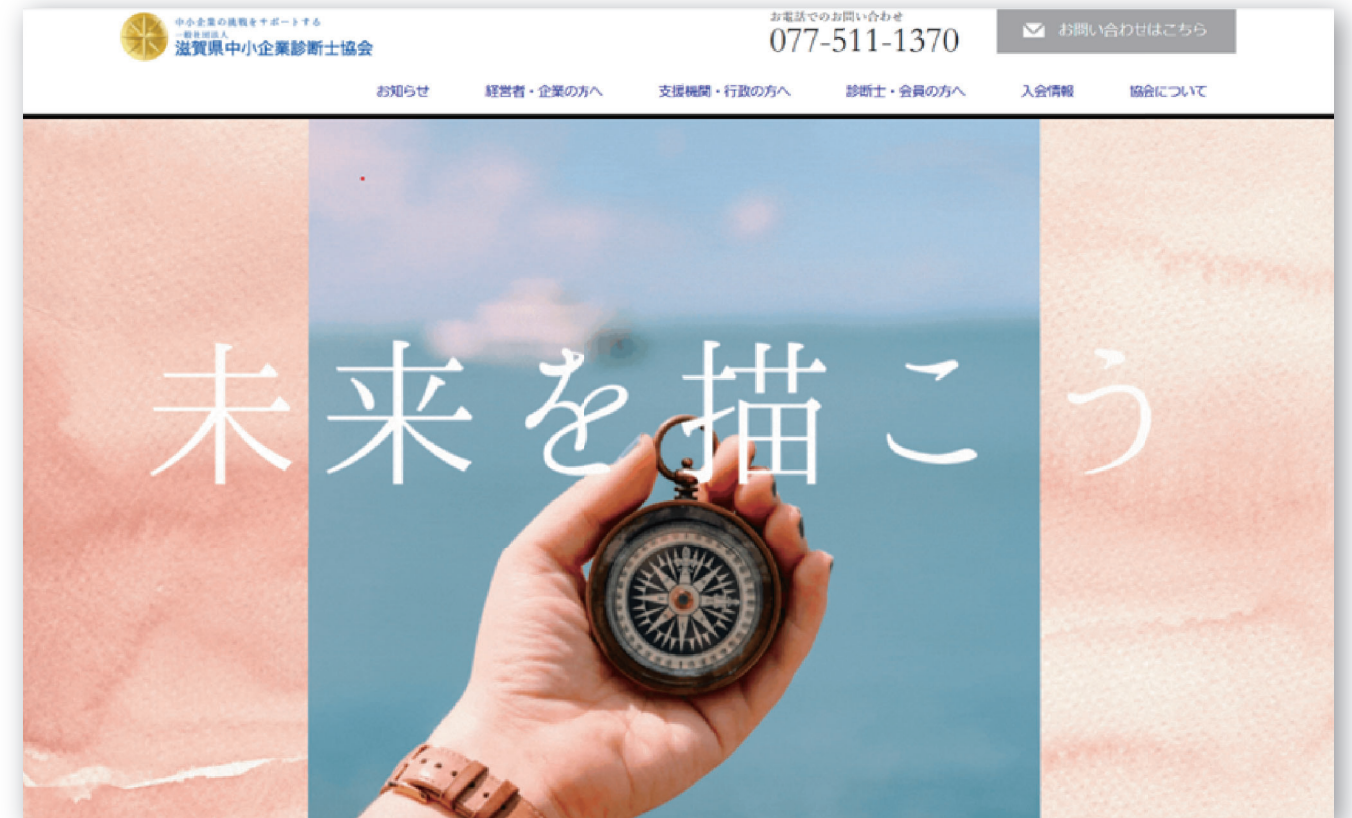 中小企業の挑戦をサポートする
一般社団法人
滋賀県中小企業診断士協会
お電話でのお問い合わせ
077-511-1370
お問い合わせはこちら
お知らせ 経営者・企業の方へ 支援機関・行政の方へ 診断士・会員の方へ 入会情報 協会について
未来を描こう